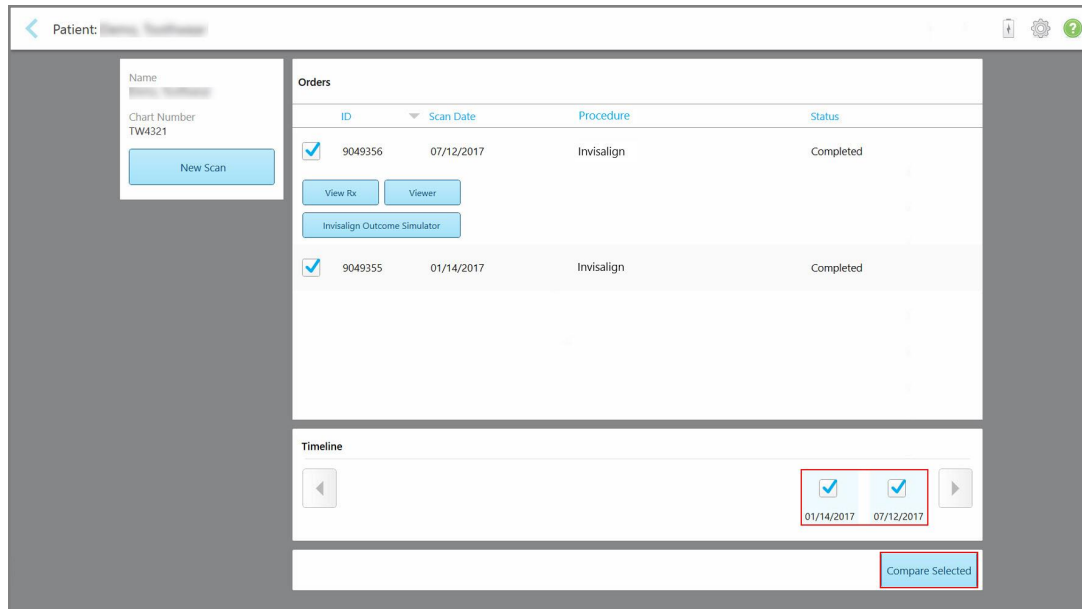 Patient:
?
Name
Chart Number
TW4321
New Scan
Orders
ID Scan Date Procedure Status
9049356 07/12/2017 Invisalign Completed
View Rx Viewer
Invisalign Outcome Simulator
9049355 01/14/2017 Invisalign Completed
Timeline
01/14/2017 07/12/2017
Compare Selected